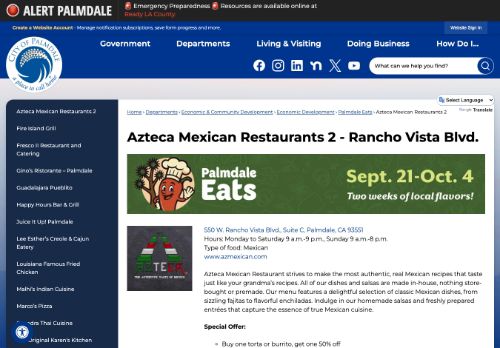 ALERT PALMDALE
Emergency Preparedness Resources are available online at
Ready LA County.
Create a Website Account - Manage notification subscriptions, save form progress and more.
Website Sign In
CITY OF PALMDALE
a place to call home
Government
Departments
Living & Visiting
Doing Business
How Do I...
What can we help you find?
Select Language
Google Translate
Home › Departments › Economic & Community Development › Economic Development › Palmdale Eats › Azteca Mexican Restaurants 2
Azteca Mexican Restaurants 2
Fire Island Grill
Fresco II Restaurant and
Catering
Gino's Ristorante – Palmdale
Guadalajara Pueblito
Happy Hours Bar & Grill
Juice It Up! Palmdale
Lee Esther's Creole & Cajun
Eatery
Louisiana Famous Fried
Chicken
Malhi's Indian Cuisine
Marco's Pizza
Thai Cuisine
Original Karen's Kitchen
Azteca Mexican Restaurants 2 - Rancho Vista Blvd.
Palmdale
Eats
Sept. 21-Oct. 4
Two weeks of local flavors!
AZTECA
550 W. Rancho Vista Blvd., Suite C, Palmdale, CA 93551
Hours: Monday to Saturday 9 a.m.-9 p.m., Sunday 9 a.m.-8 p.m.
Type of food: Mexican
www.azmexican.com
Azteca Mexican Restaurant strives to make the most authentic, real Mexican recipes that taste
just like your grandma's recipes. All of our dishes and salsas are made in-house, nothing store-
bought or premade. Our menu features a delightful selection of classic Mexican dishes, from
sizzling fajitas to flavorful enchiladas. Indulge in our homemade salsas and freshly prepared
entrées that capture the essence of true Mexican cuisine.
Special Offer:
Buy one torta or burrito, get one 50% off